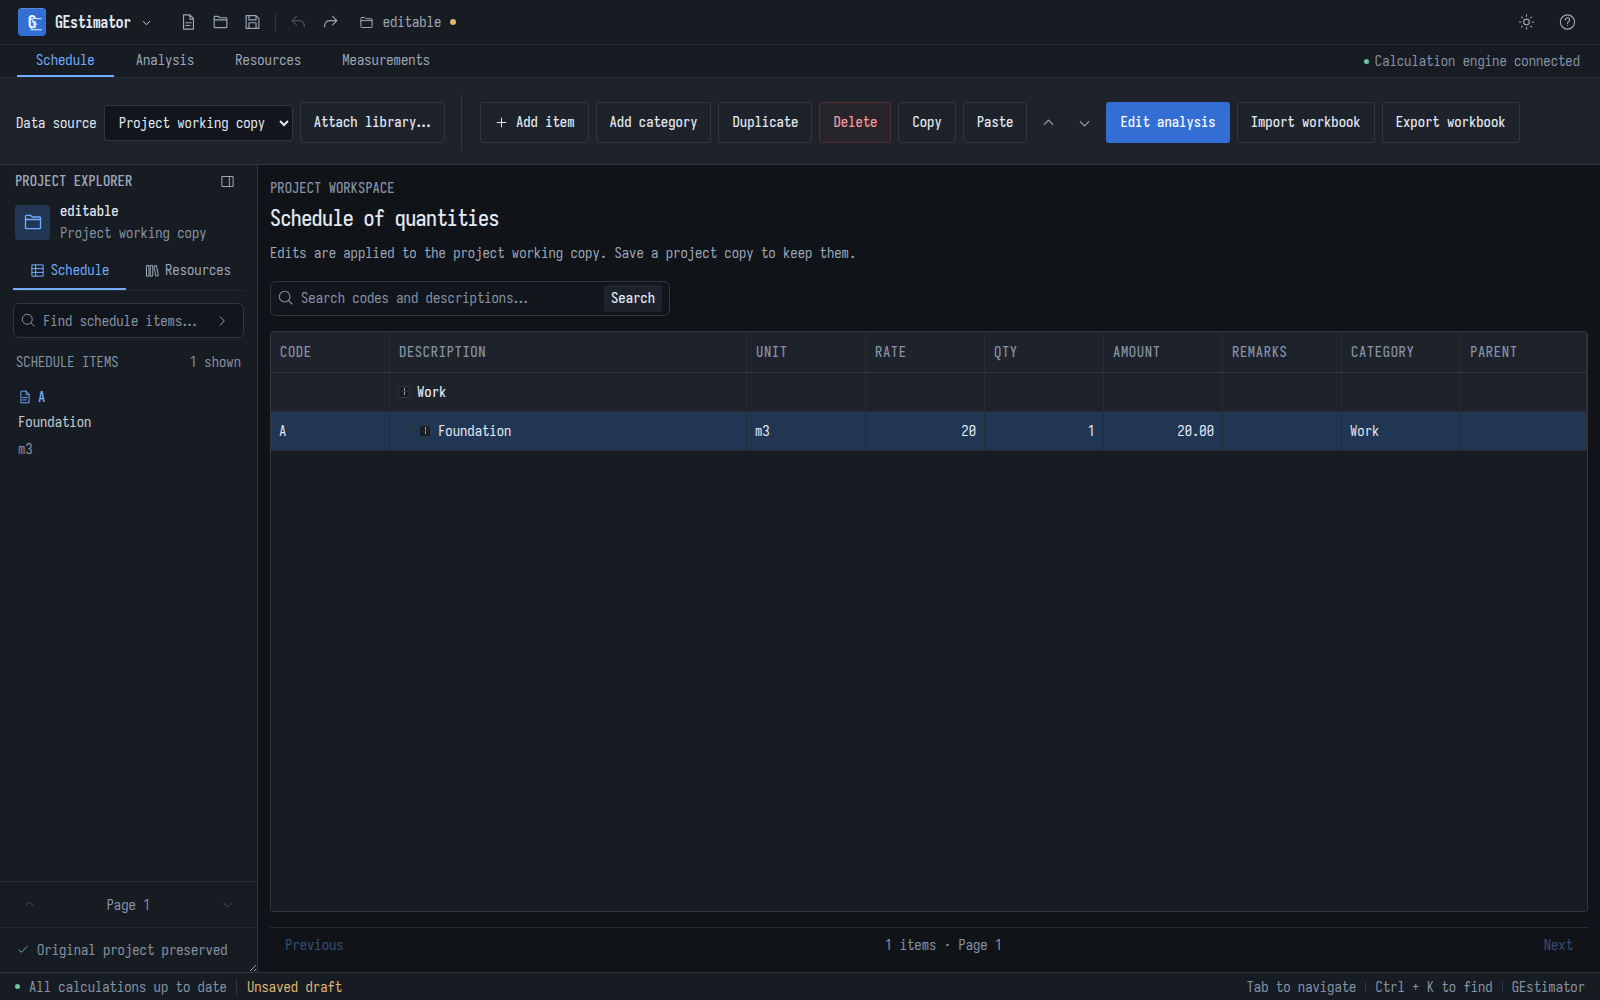 GEstimator
editable
Schedule Analysis Resources Measurements
Calculation engine connected
Data source Project working copy Attach library... Add item Add category Duplicate Delete Copy Paste Edit analysis Import workbook Export workbook
PROJECT EXPLORER
editable
Project working copy
Schedule Resources
Find schedule items...
SCHEDULE ITEMS 1 shown
A
Foundation
m3
Page 1
Original project preserved
PROJECT WORKSPACE
Schedule of quantities
Edits are applied to the project working copy. Save a project copy to keep them.
Search codes and descriptions... Search
CODE DESCRIPTION UNIT RATE QTY AMOUNT REMARKS CATEGORY PARENT
Work
A Foundation m3 20 1 20.00 Work
Previous 1 items · Page 1 Next
All calculations up to date Unsaved draft Tab to navigate Ctrl + K to find GEstimator